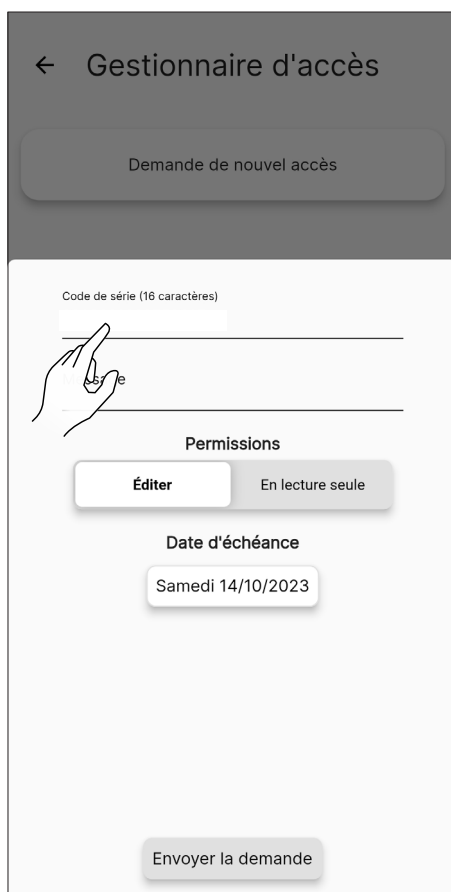 Gestionnaire d'accès
Demande de nouvel accès
Code de série (16 caractères)
Permissions
Éditer
En lecture seule
Date d'échéance
Samedi 14/10/2023
Envoyer la demande